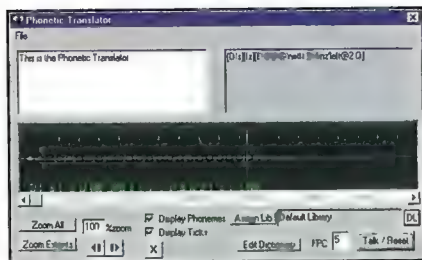 Phonetic Translator
File
This is the Phonetic Translator
Zoom All 100 %zoom Display Phonemes Assign Lib Default Library DL
Display Ticks
Zoom Extents X Edit Dictionary FPC 5 Talk / Reset